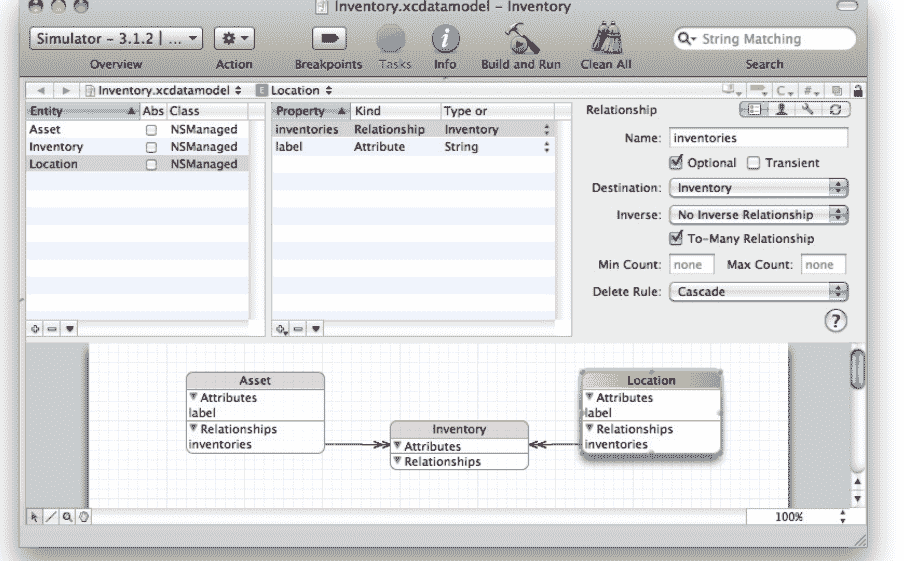 Inventory.xcdatamodel – Inventory
Simulator – 3.1.2 | ...
String Matching
Overview Action Breakpoints Tasks Info Build and Run Clean All Search
Inventory.xcdatamodel Location
Entity Abs Class
Asset NSManaged
Inventory NSManaged
Location NSManaged
Property Kind Type or
inventories Relationship Inventory
label Attribute String
Relationship
Name: inventories
Optional Transient
Destination: Inventory
Inverse: No Inverse Relationship
To-Many Relationship
Min Count: none Max Count: none
Delete Rule: Cascade
?
Asset
Attributes
label
Relationships
inventories
Inventory
Attributes
Relationships
Location
Attributes
label
Relationships
inventories
100%